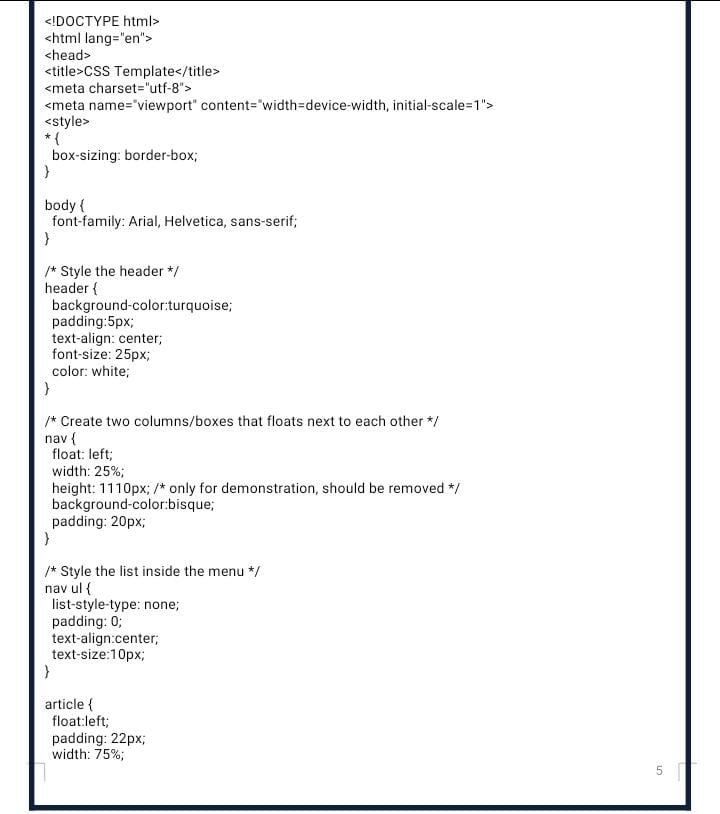 <!DOCTYPE html>
<html lang="en">
<head>
<title>CSS Template</title>
<meta charset="utf-8">
<meta name="viewport" content="width=device-width, initial-scale=1">
<style>
* {
  box-sizing: border-box;
}

body {
  font-family: Arial, Helvetica, sans-serif;
}

/* Style the header */
header {
  background-color:turquoise;
  padding:5px;
  text-align: center;
  font-size: 25px;
  color: white;
}

/* Create two columns/boxes that floats next to each other */
nav {
  float: left;
  width: 25%;
  height: 1110px; /* only for demonstration, should be removed */
  background-color:bisque;
  padding: 20px;
}

/* Style the list inside the menu */
nav ul {
  list-style-type: none;
  padding: 0;
  text-align:center;
  text-size:10px;
}

article {
  float:left;
  padding: 22px;
  width: 75%;
5